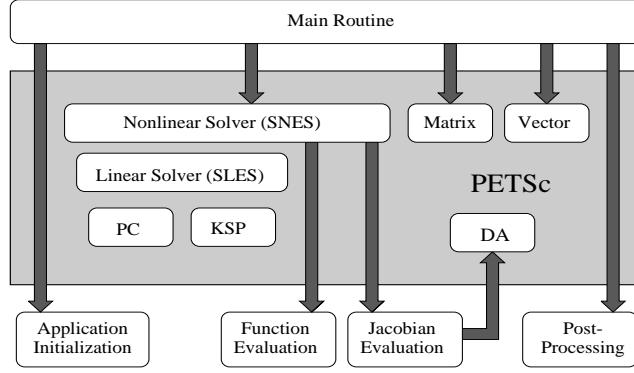 Main Routine
Nonlinear Solver (SNES)
Matrix
Vector
Linear Solver (SLES)
PETSc
PC
KSP
DA
Application
Initialization
Function
Evaluation
Jacobian
Evaluation
Post-
Processing